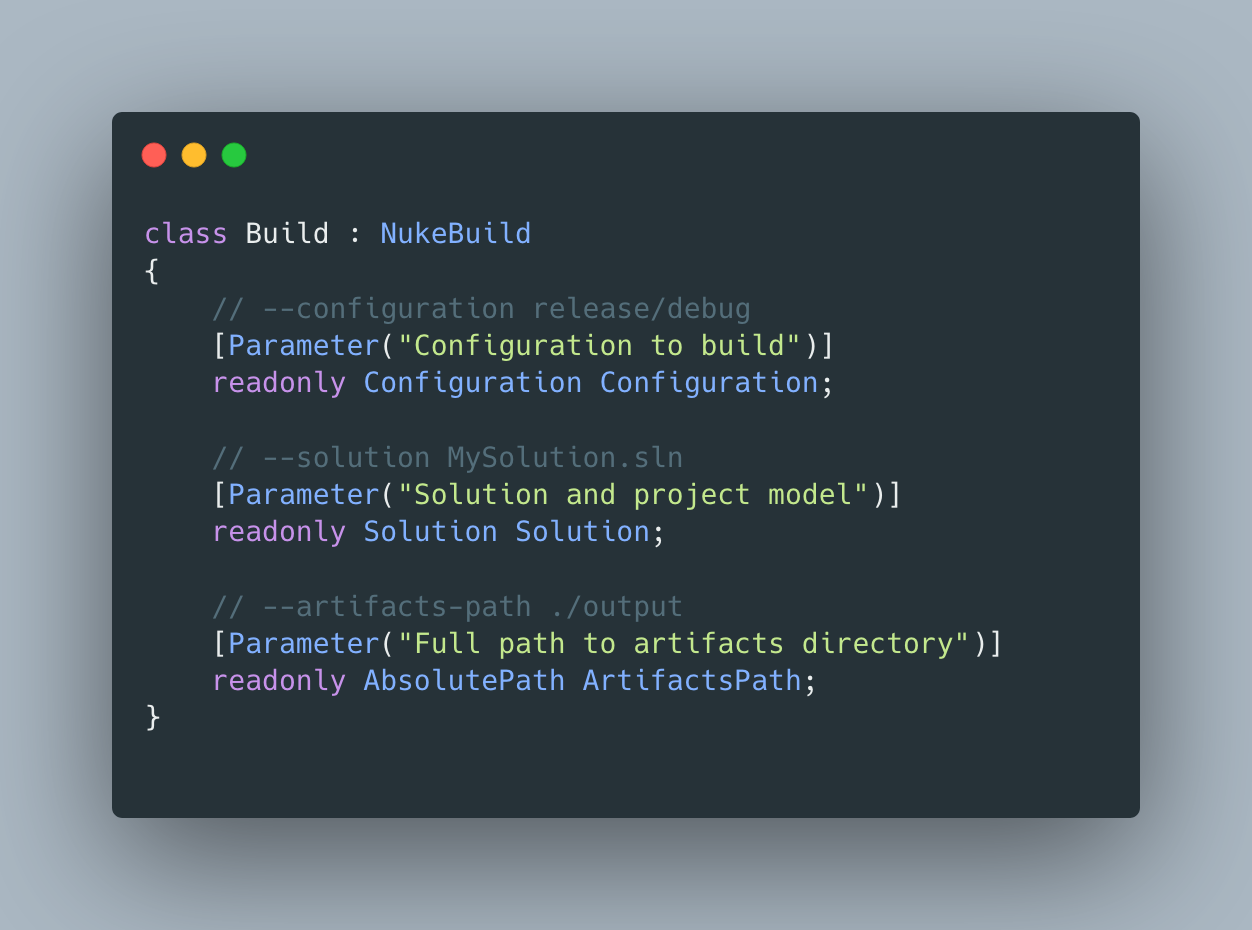 class Build : NukeBuild
{
    // --configuration release/debug
    [Parameter("Configuration to build")]
    readonly Configuration Configuration;

    // --solution MySolution.sln
    [Parameter("Solution and project model")]
    readonly Solution Solution;

    // --artifacts-path ./output
    [Parameter("Full path to artifacts directory")]
    readonly AbsolutePath ArtifactsPath;
}